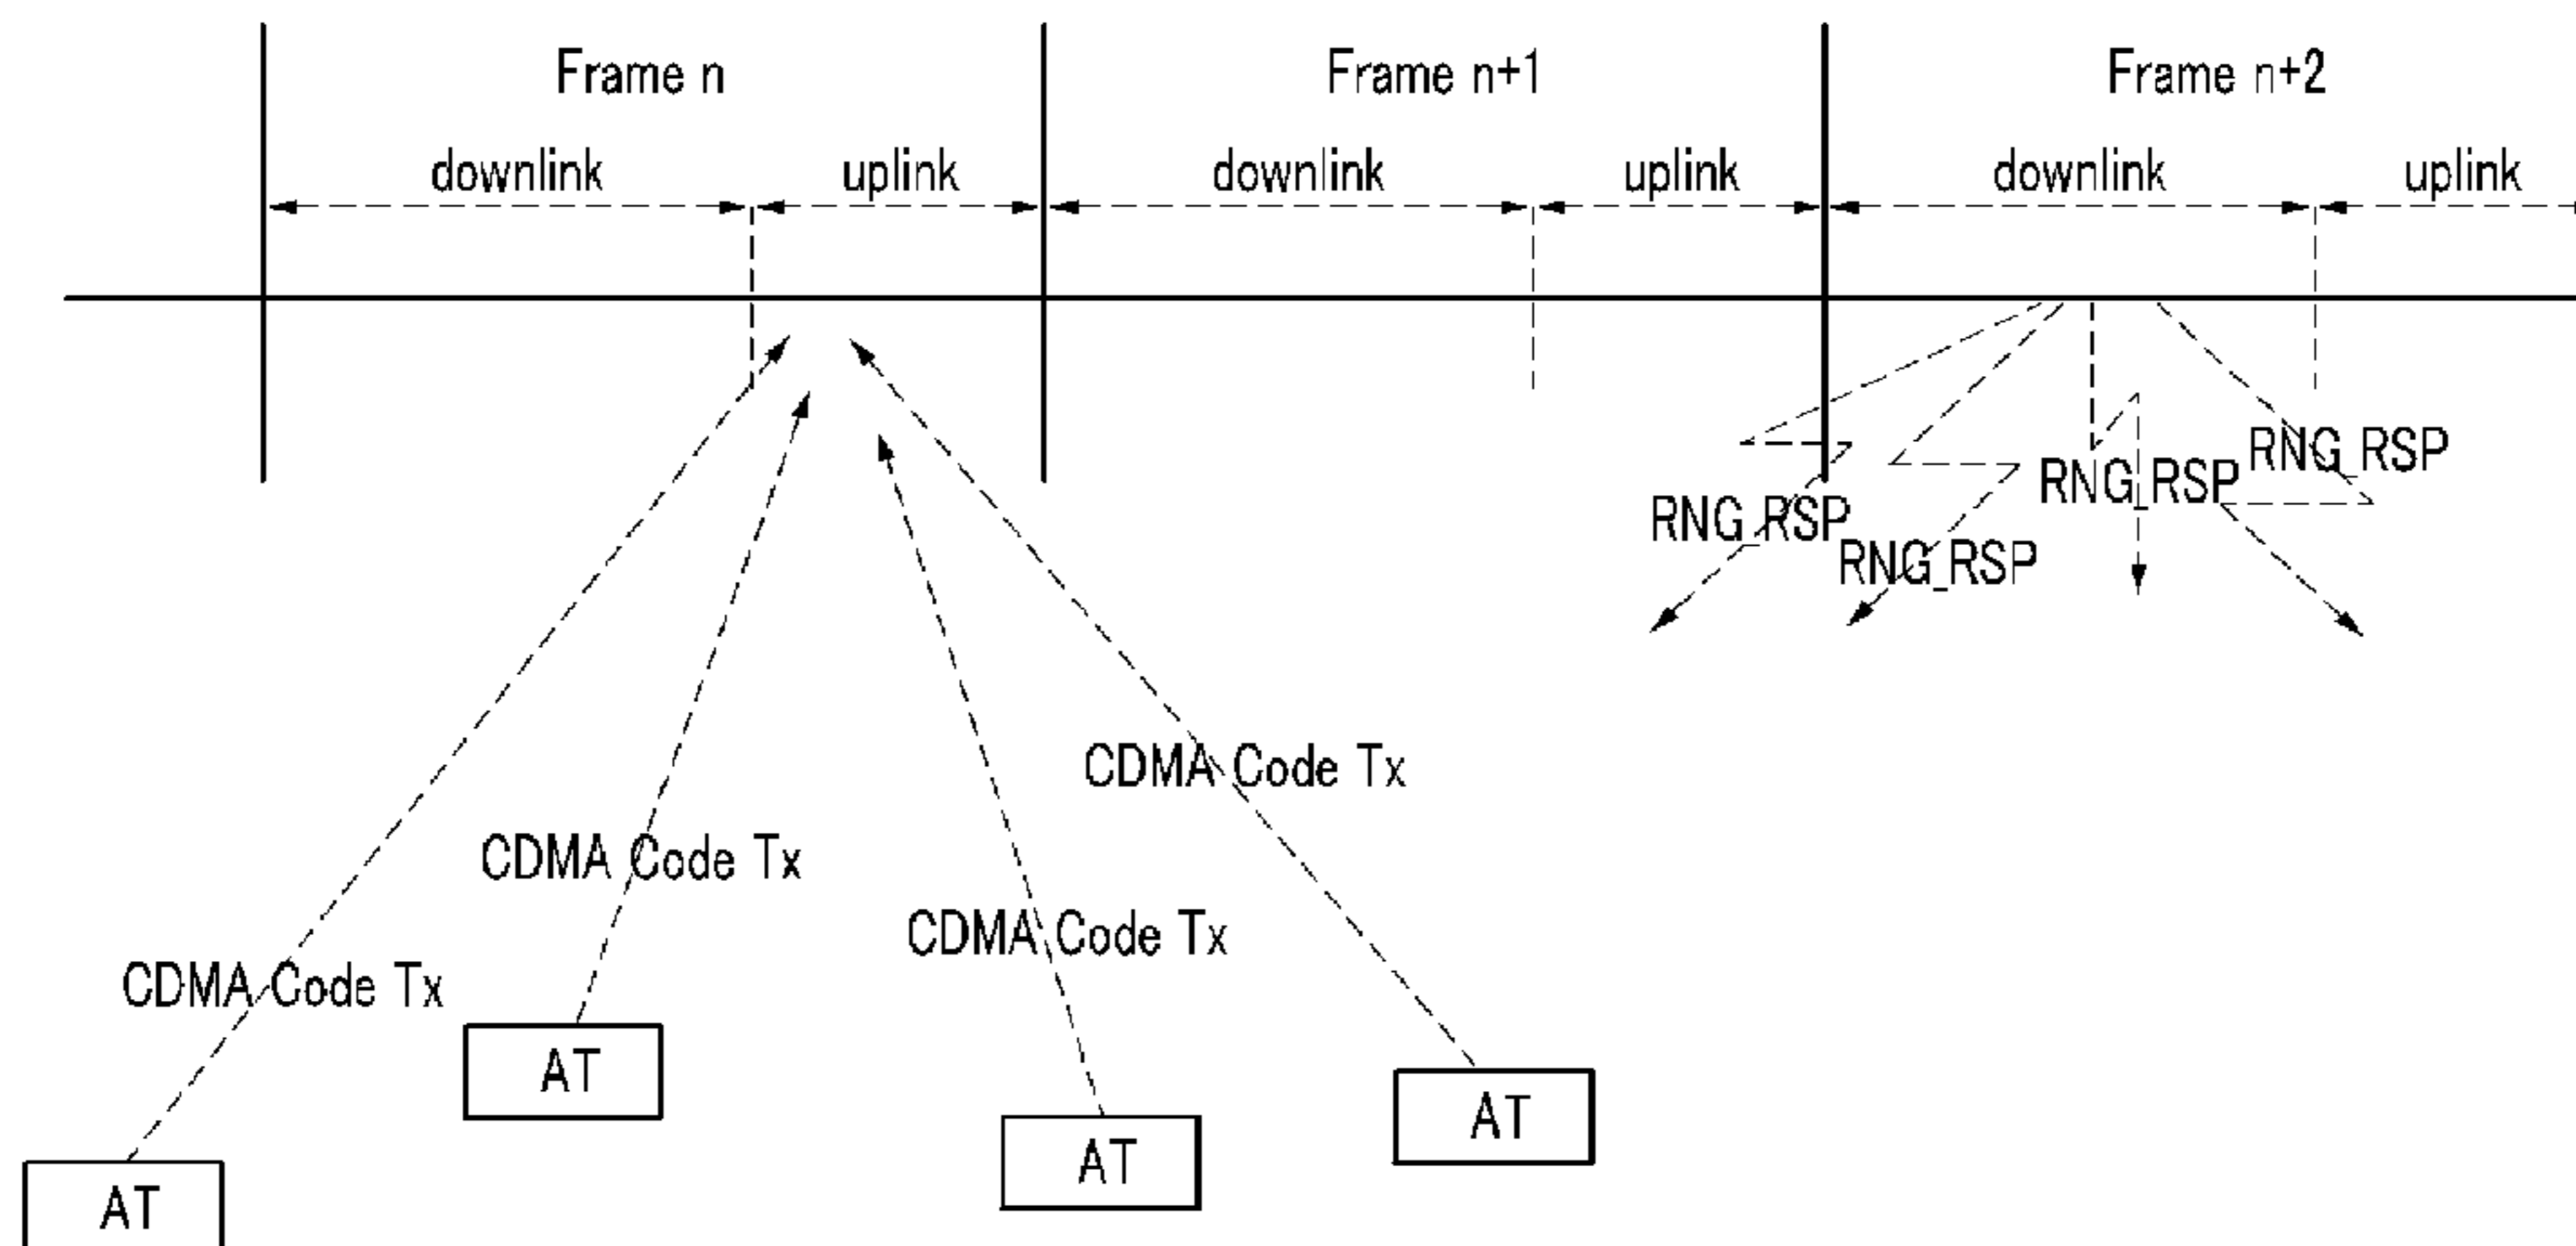 Frame n
Frame n+1
Frame n+2
downlink
uplink
downlink
uplink
downlink
uplink
RNG_RSP
RNG_RSP
RNG_RSP
RNG_RSP
CDMA Code Tx
CDMA Code Tx
CDMA Code Tx
CDMA Code Tx
AT
AT
AT
AT